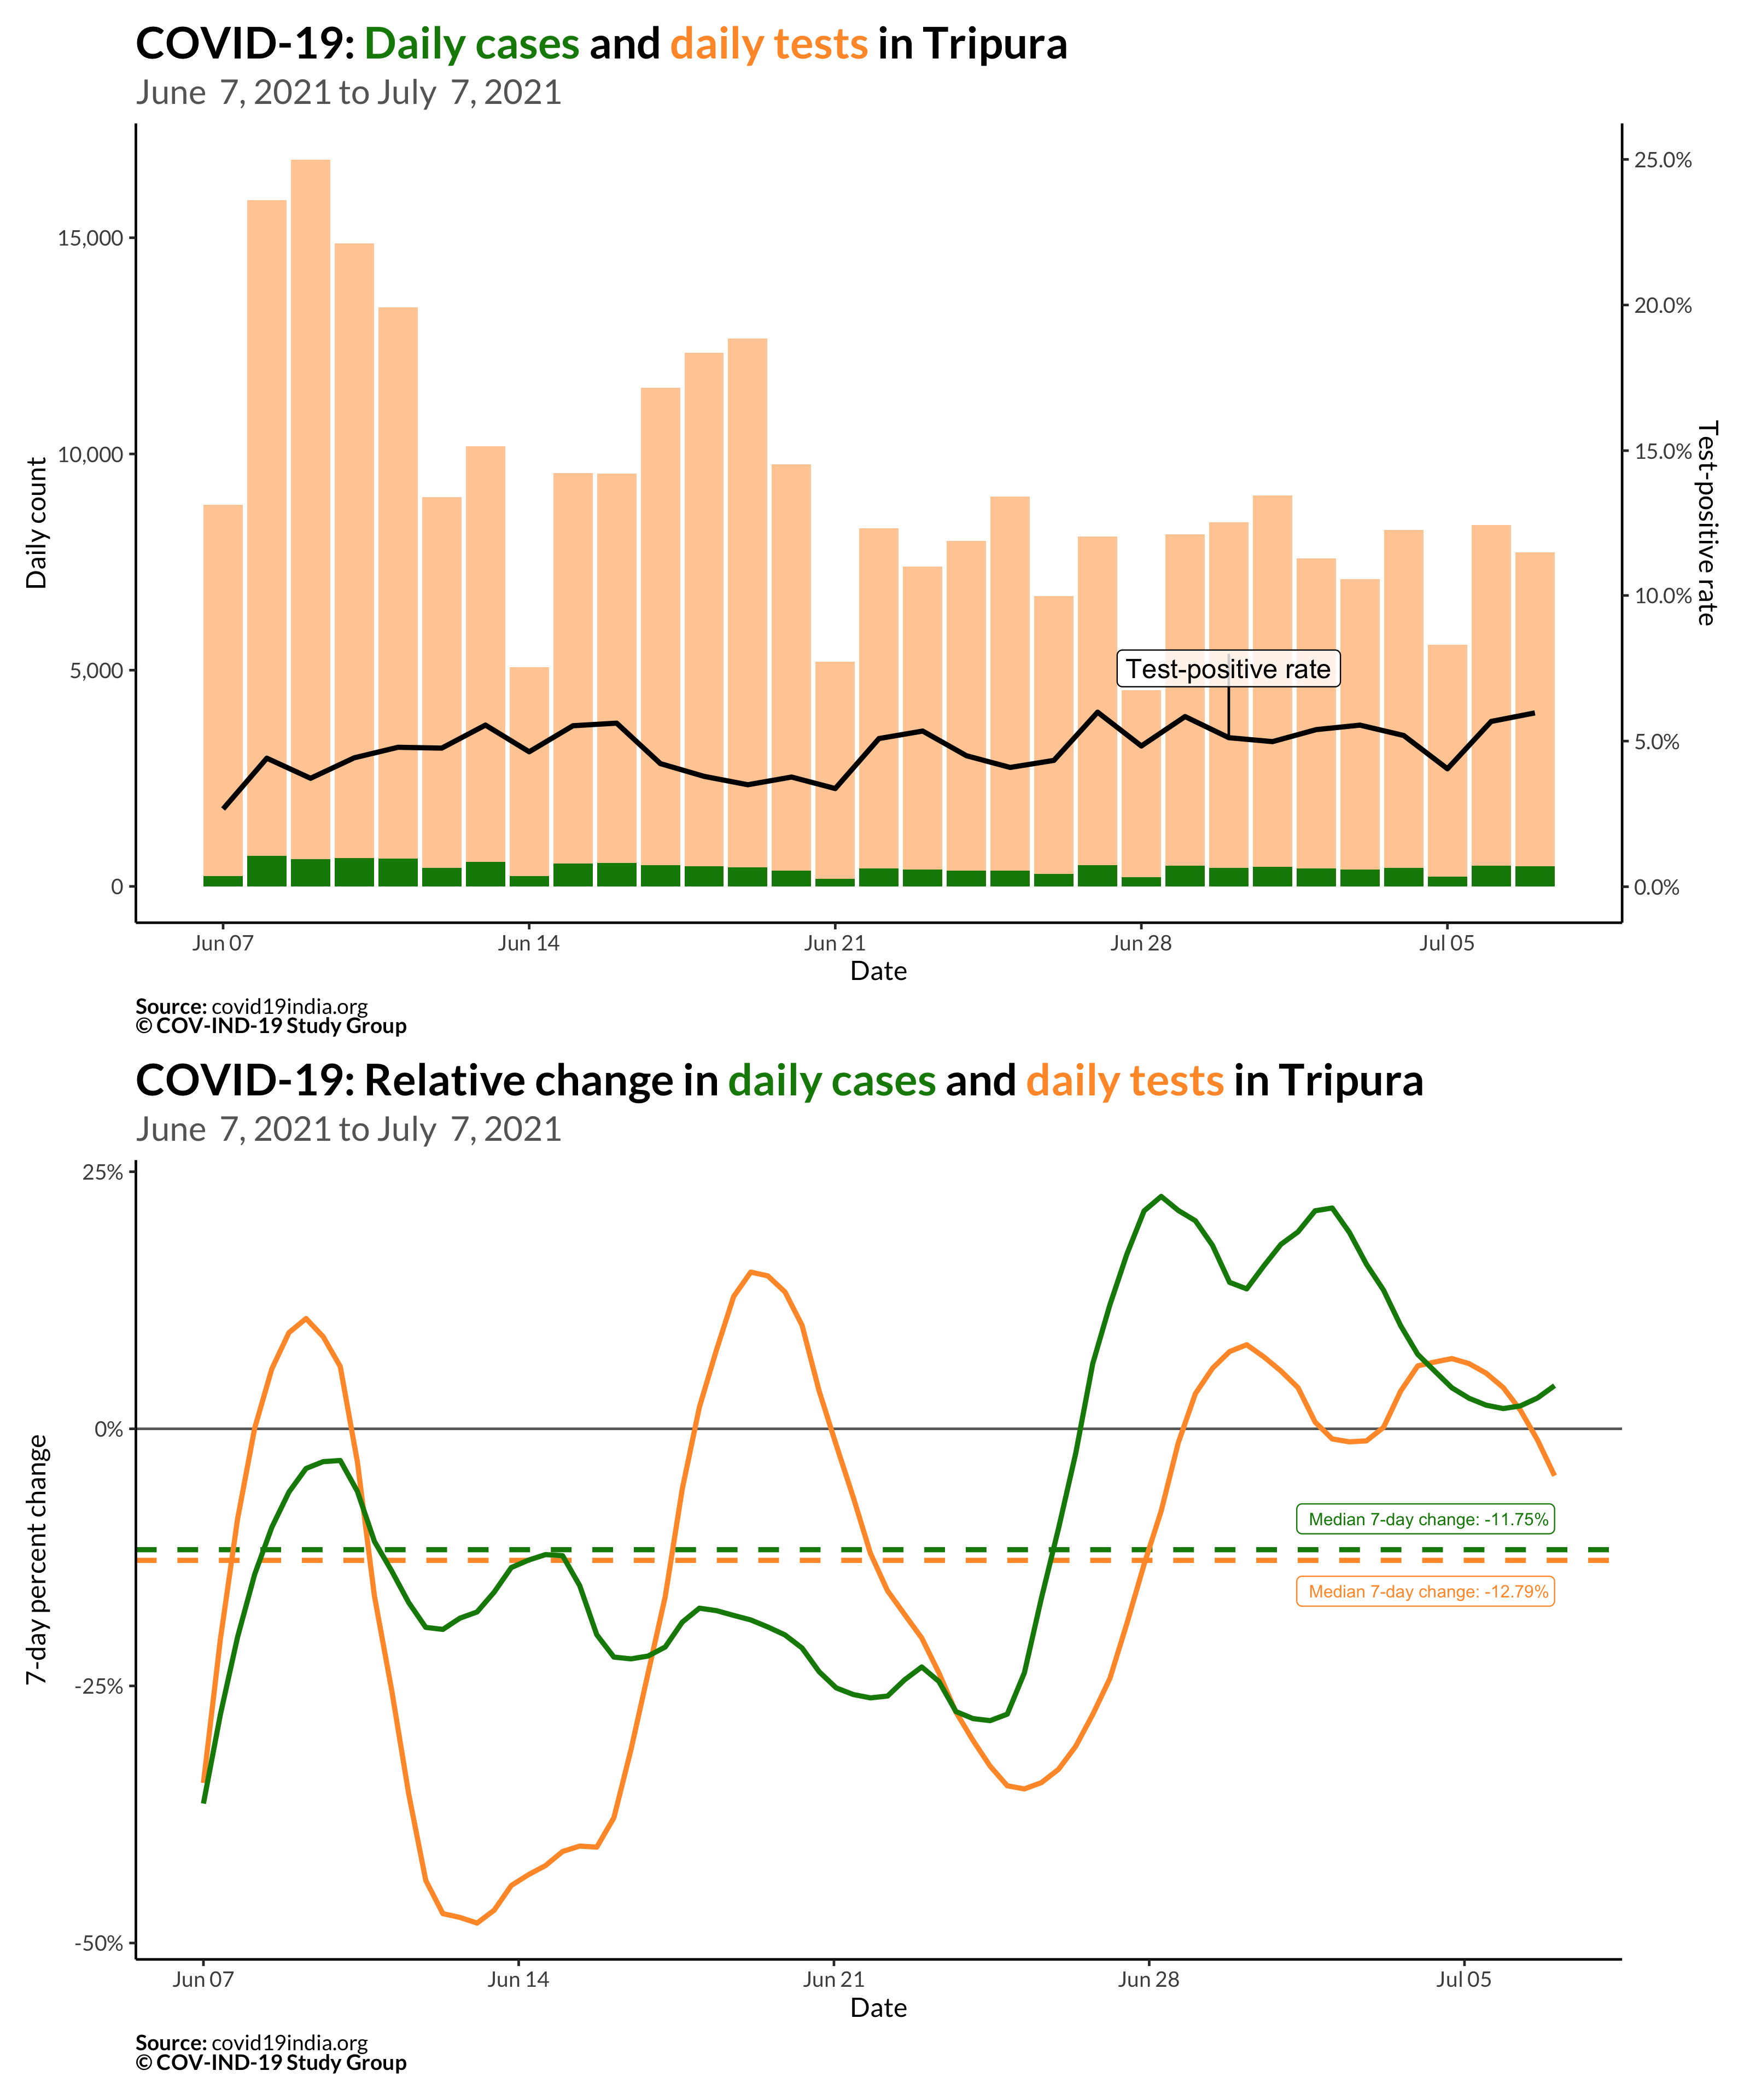 COVID-19: Daily cases and daily tests in Tripura
June 7, 2021 to July 7, 2021
25.0%
20.0%
15.0%
10.0%
5.0%
0.0%
15,000
10,000
5,000
0
Daily count
Test-positive rate
Test-positive rate
Jun 07 Jun 14 Jun 21 Jun 28 Jul 05
Date
Source: covid19india.org
© COV-IND-19 Study Group
COVID-19: Relative change in daily cases and daily tests in Tripura
June 7, 2021 to July 7, 2021
25%
0%
-25%
-50%
7-day percent change
Median 7-day change: -11.75%
Median 7-day change: -12.79%
Jun 07 Jun 14 Jun 21 Jun 28 Jul 05
Date
Source: covid19india.org
© COV-IND-19 Study Group